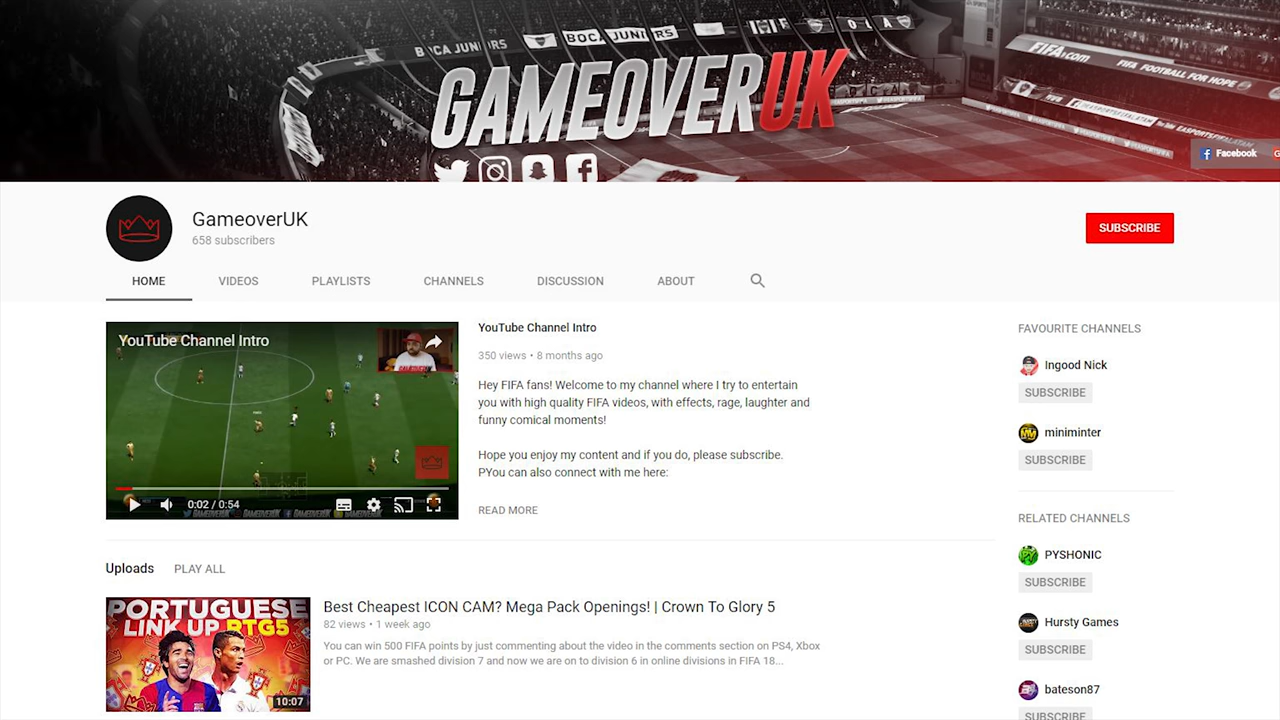 BOCA JUNIORS
BOCA JUNIORS
FIFA.com
FIFA FOOTBALL FOR HOPE
GAMEOVERUK
Facebook
G
GameoverUK
658 subscribers
SUBSCRIBE
HOME
VIDEOS
PLAYLISTS
CHANNELS
DISCUSSION
ABOUT
YouTube Channel Intro
0:02 / 0:54
GAMEOVERUK
GAMEOVERUK
GAMEOVERUK
GAMEOVERUK
YouTube Channel Intro
350 views • 8 months ago
Hey FIFA fans! Welcome to my channel where I try to entertain
you with high quality FIFA videos, with effects, rage, laughter and
funny comical moments!
Hope you enjoy my content and if you do, please subscribe.
PYou can also connect with me here:
READ MORE
FAVOURITE CHANNELS
Ingood Nick
SUBSCRIBE
miniminter
SUBSCRIBE
RELATED CHANNELS
PYSHONIC
SUBSCRIBE
Hursty Games
SUBSCRIBE
bateson87
SUBSCRIBE
Uploads
PLAY ALL
PORTUGUESE
LINK UP RTG5
10:07
Best Cheapest ICON CAM? Mega Pack Openings! | Crown To Glory 5
82 views • 1 week ago
You can win 500 FIFA points by just commenting about the video in the comments section on PS4, Xbox
or PC. We are smashed division 7 and now we are on to division 6 in online divisions in FIFA 18...